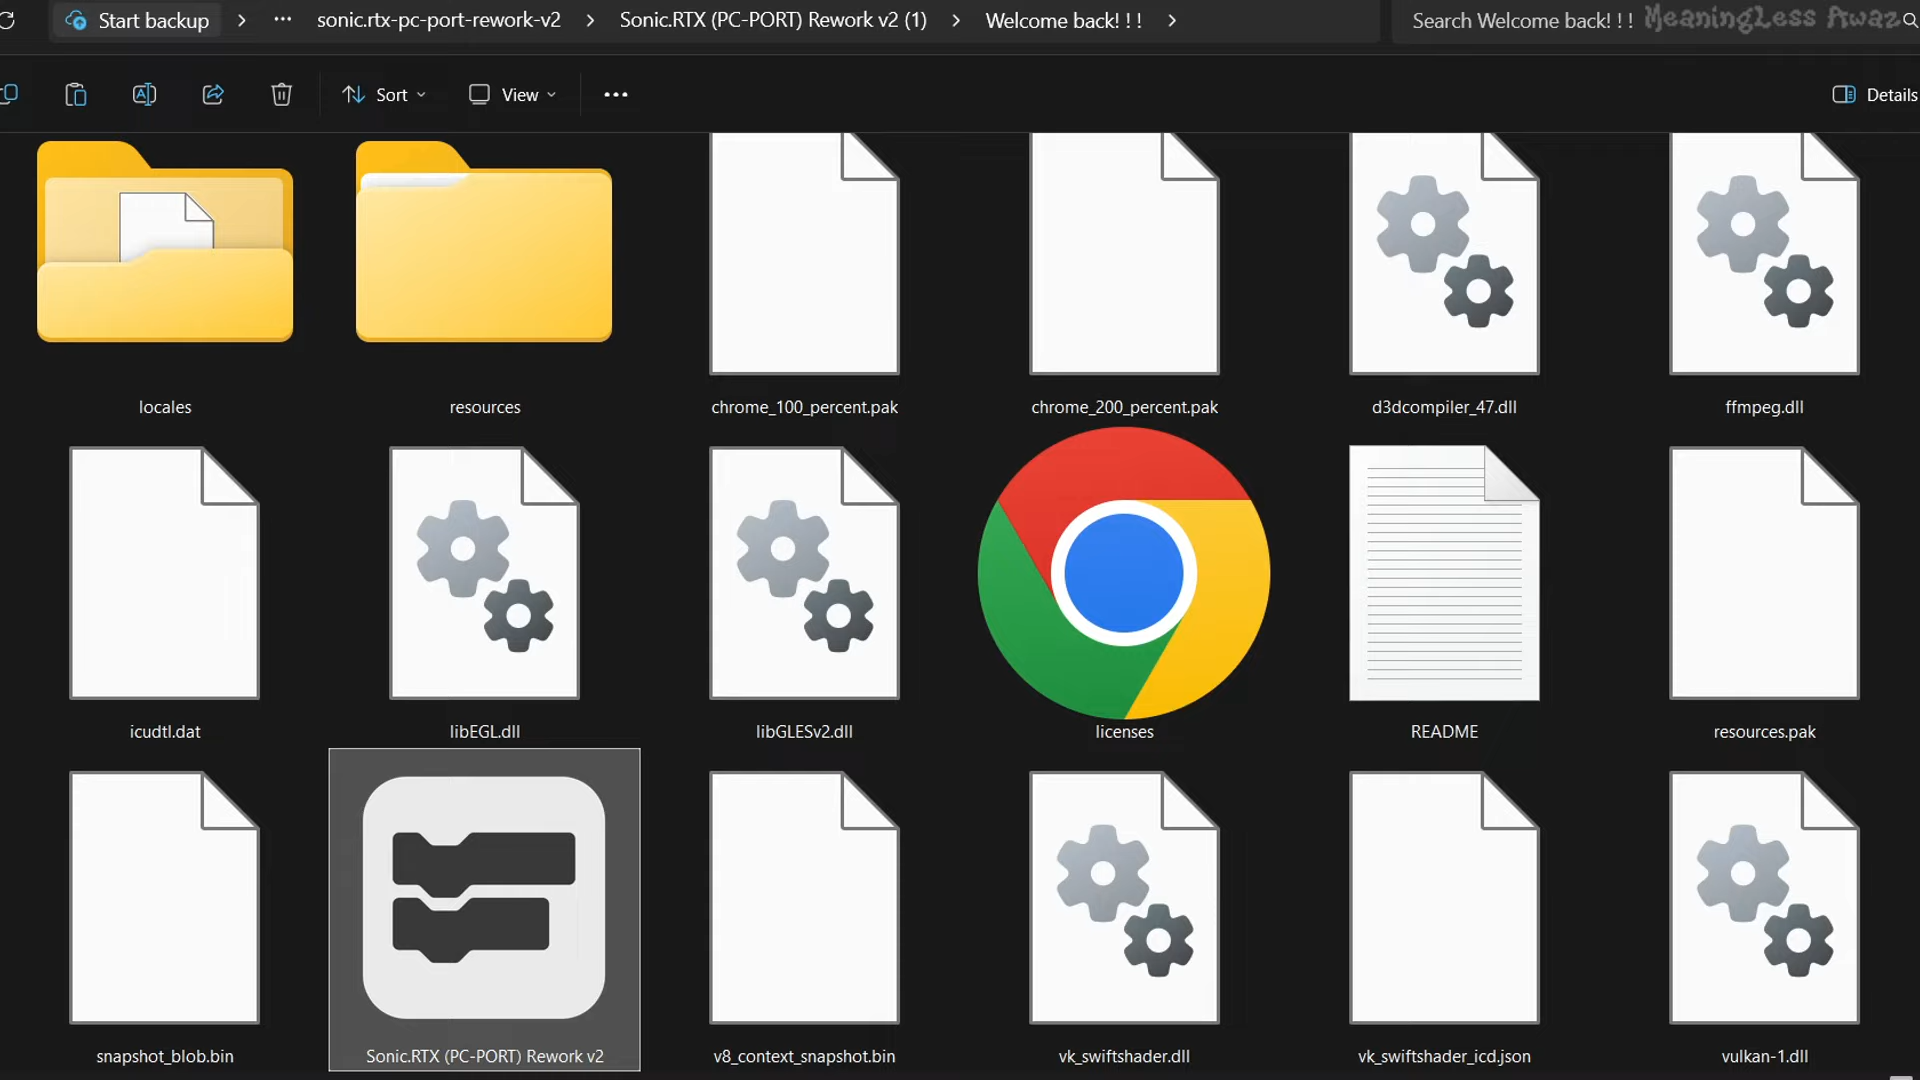 Start backup > ... sonic.rtx-pc-port-rework-v2 > Sonic.RTX (PC-PORT) Rework v2 (1) > Welcome back! ! ! >
Search Welcome back! ! !
MeaningLess Awaz
Sort
View
...
Details
locales
resources
chrome_100_percent.pak
chrome_200_percent.pak
d3dcompiler_47.dll
ffmpeg.dll
icudtl.dat
libEGL.dll
libGLESv2.dll
licenses
README
resources.pak
snapshot_blob.bin
Sonic.RTX (PC-PORT) Rework v2
v8_context_snapshot.bin
vk_swiftshader.dll
vk_swiftshader_icd.json
vulkan-1.dll